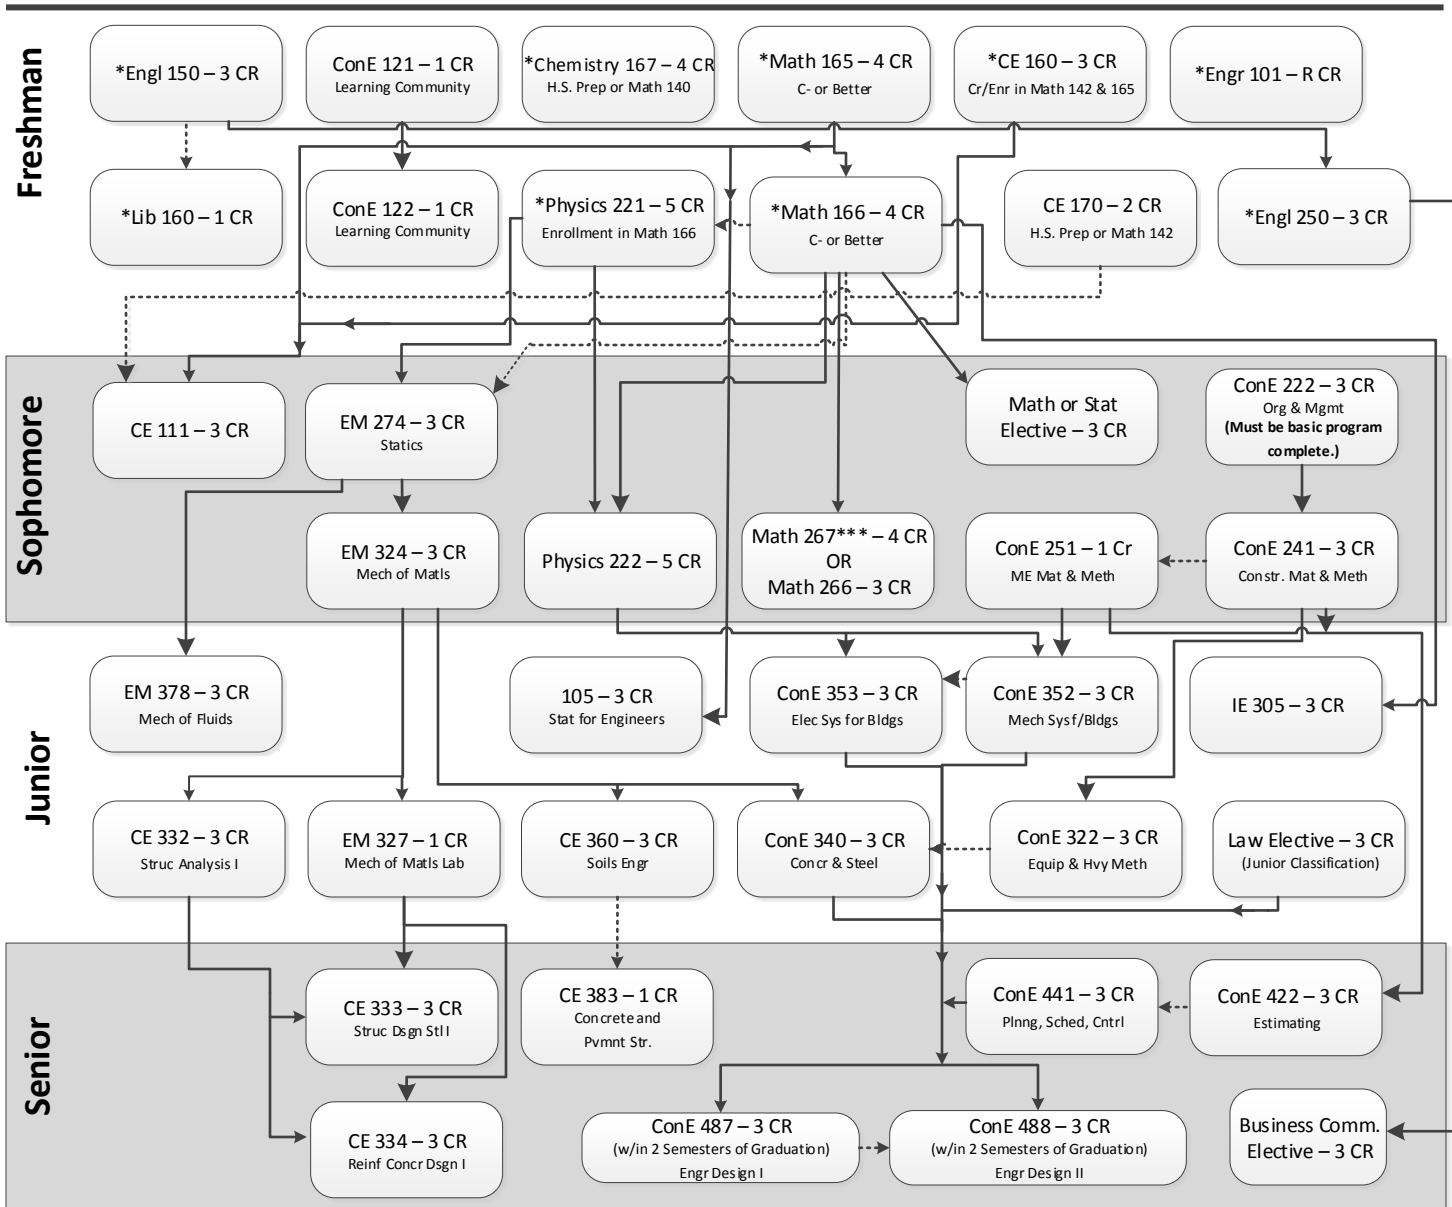 Freshman
*Engl 150 – 3 CR
ConE 121 – 1 CR
Learning Community
*Chemistry 167 – 4 CR
H.S. Prep or Math 140
*Math 165 – 4 CR
C- or Better
*CE 160 – 3 CR
Cr/Enr in Math 142 & 165
*Engr 101 – R CR
*Lib 160 – 1 CR
ConE 122 – 1 CR
Learning Community
*Physics 221 – 5 CR
Enrollment in Math 166
*Math 166 – 4 CR
C- or Better
CE 170 – 2 CR
H.S. Prep or Math 142
*Engl 250 – 3 CR
Sophomore
CE 111 – 3 CR
EM 274 – 3 CR
Statics
Math or Stat
Elective – 3 CR
ConE 222 – 3 CR
Org & Mgmt
(Must be basic program
complete.)
EM 324 – 3 CR
Mech of Matls
Physics 222 – 5 CR
Math 267*** – 4 CR
OR
Math 266 – 3 CR
ConE 251 – 1 Cr
ME Mat & Meth
ConE 241 – 3 CR
Constr. Mat & Meth
Junior
EM 378 – 3 CR
Mech of Fluids
105 – 3 CR
Stat for Engineers
ConE 353 – 3 CR
Elec Sys for Bldgs
ConE 352 – 3 CR
Mech Sys f/Bldgs
IE 305 – 3 CR
CE 332 – 3 CR
Struc Analysis I
EM 327 – 1 CR
Mech of Matls Lab
CE 360 – 3 CR
Soils Engr
ConE 340 – 3 CR
Concr & Steel
ConE 322 – 3 CR
Equip & Hvy Meth
Law Elective – 3 CR
(Junior Classification)
Senior
CE 333 – 3 CR
Struc Dsgn Stl I
CE 383 – 1 CR
Concrete and
Pvmnt Str.
ConE 441 – 3 CR
Plnng, Sched, Cntrl
ConE 422 – 3 CR
Estimating
CE 334 – 3 CR
Reinf Concr Dsgn I
ConE 487 – 3 CR
(w/in 2 Semesters of Graduation)
Engr Design I
ConE 488 – 3 CR
(w/in 2 Semesters of Graduation)
Engr Design II
Business Comm.
Elective – 3 CR